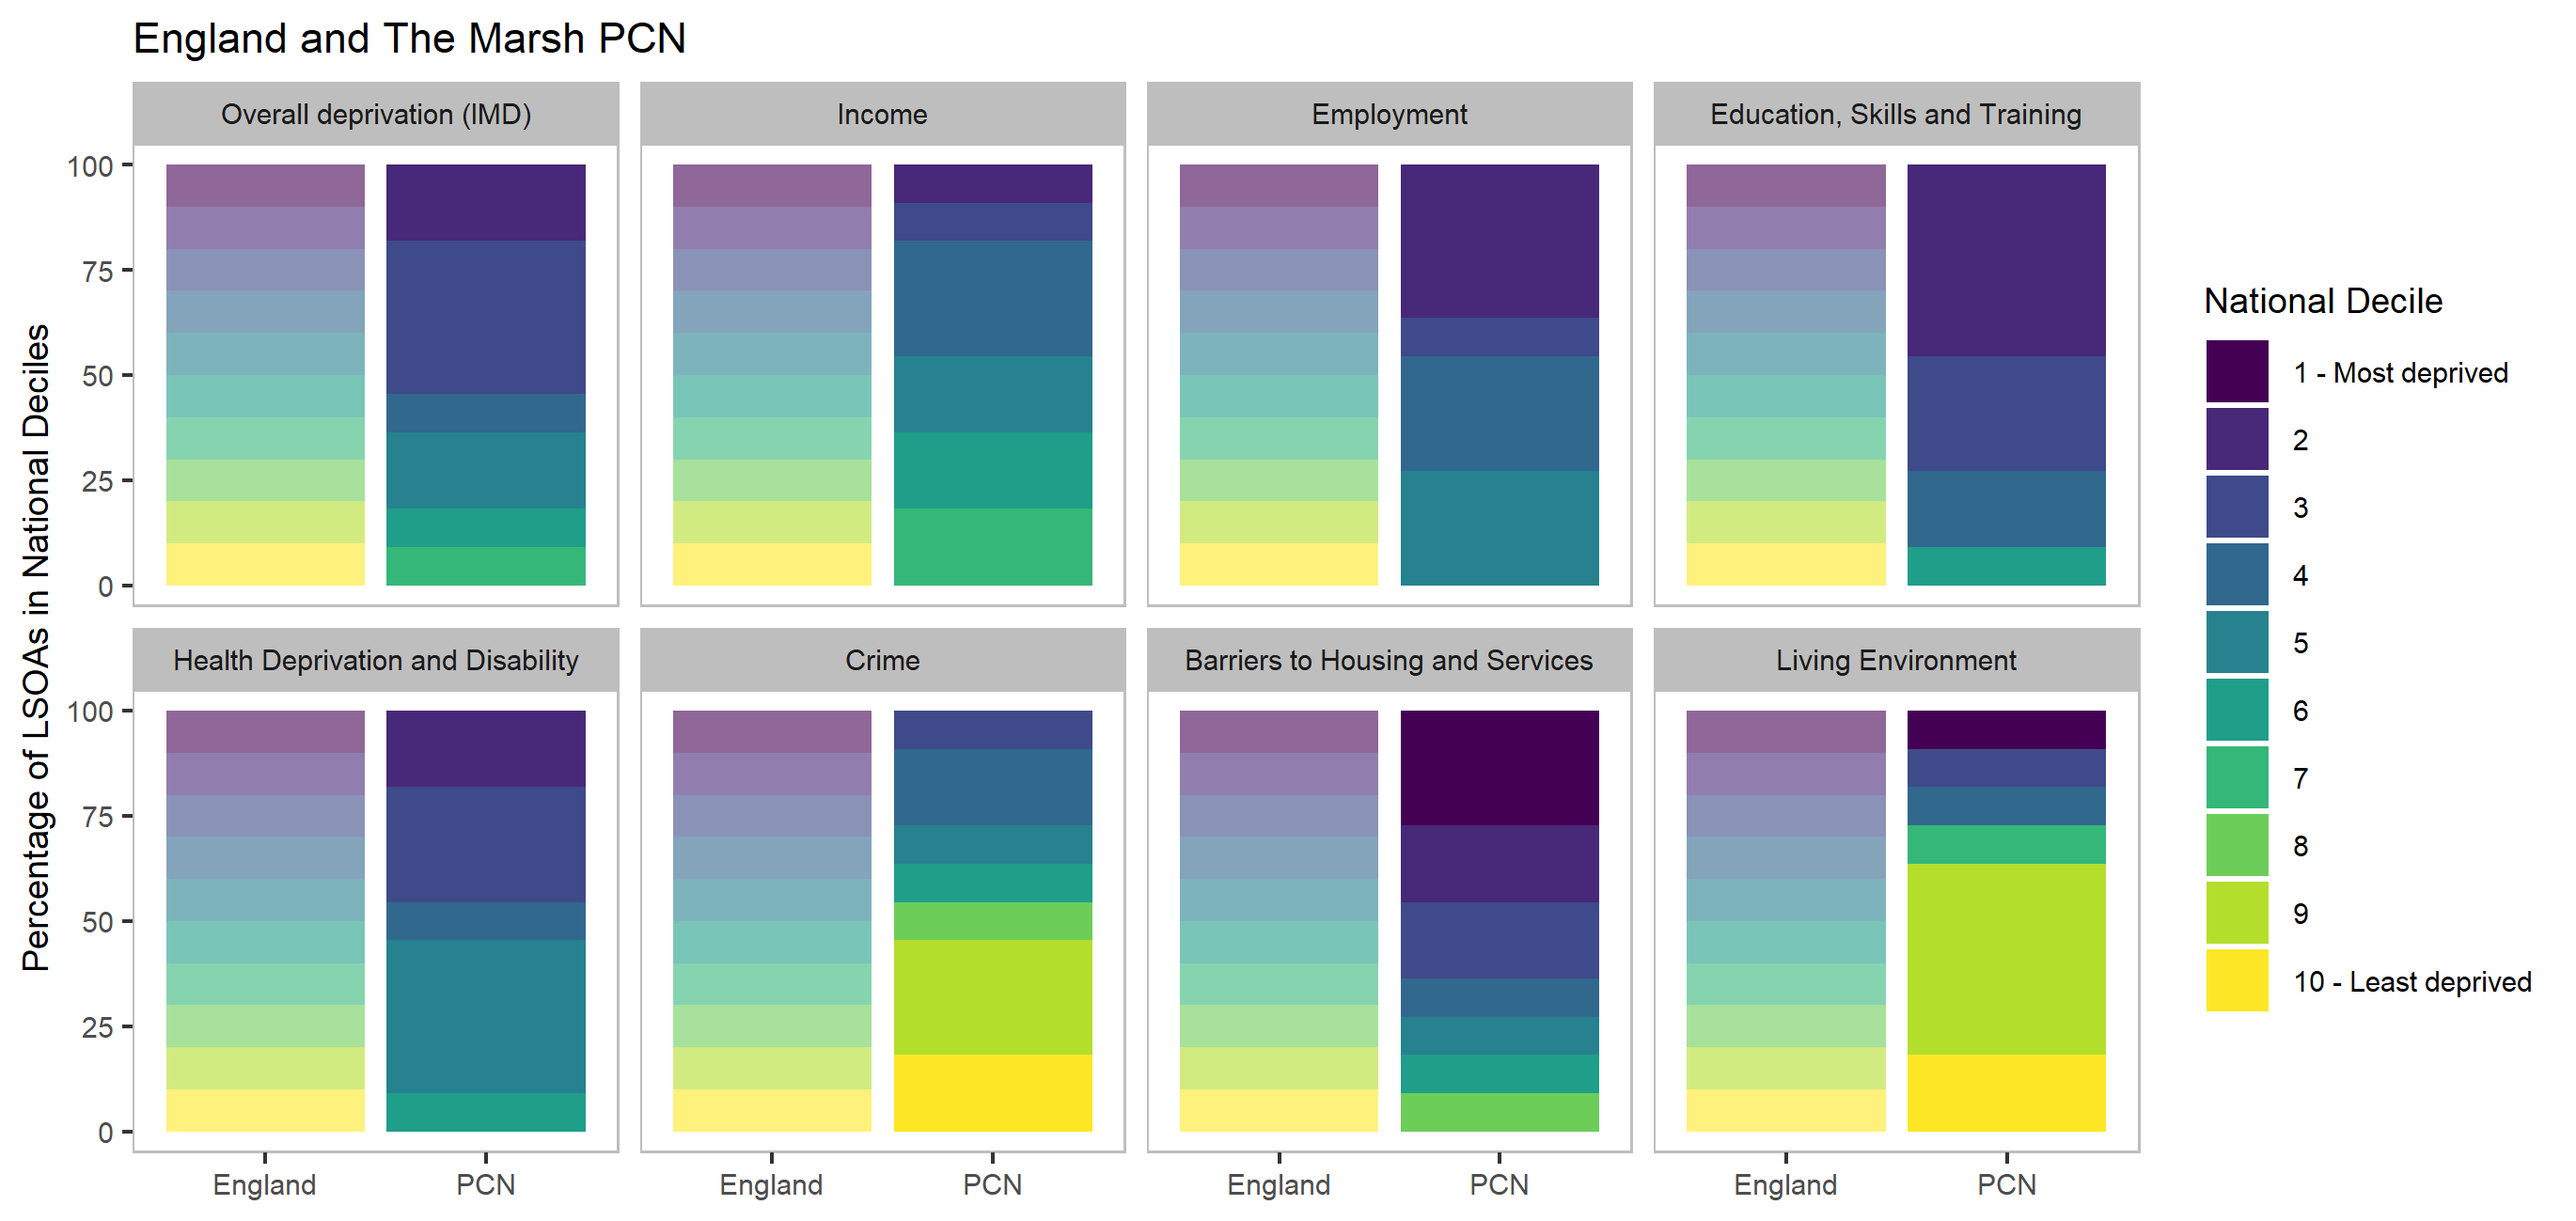 England and The Marsh PCN
Overall deprivation (IMD)
Income
Employment
Education, Skills and Training
100
75
50
25
0
Health Deprivation and Disability
Crime
Barriers to Housing and Services
Living Environment
100
75
50
25
0
England
PCN
England
PCN
England
PCN
England
PCN
Percentage of LSOAs in National Deciles
National Decile
1 - Most deprived
2
3
4
5
6
7
8
9
10 - Least deprived